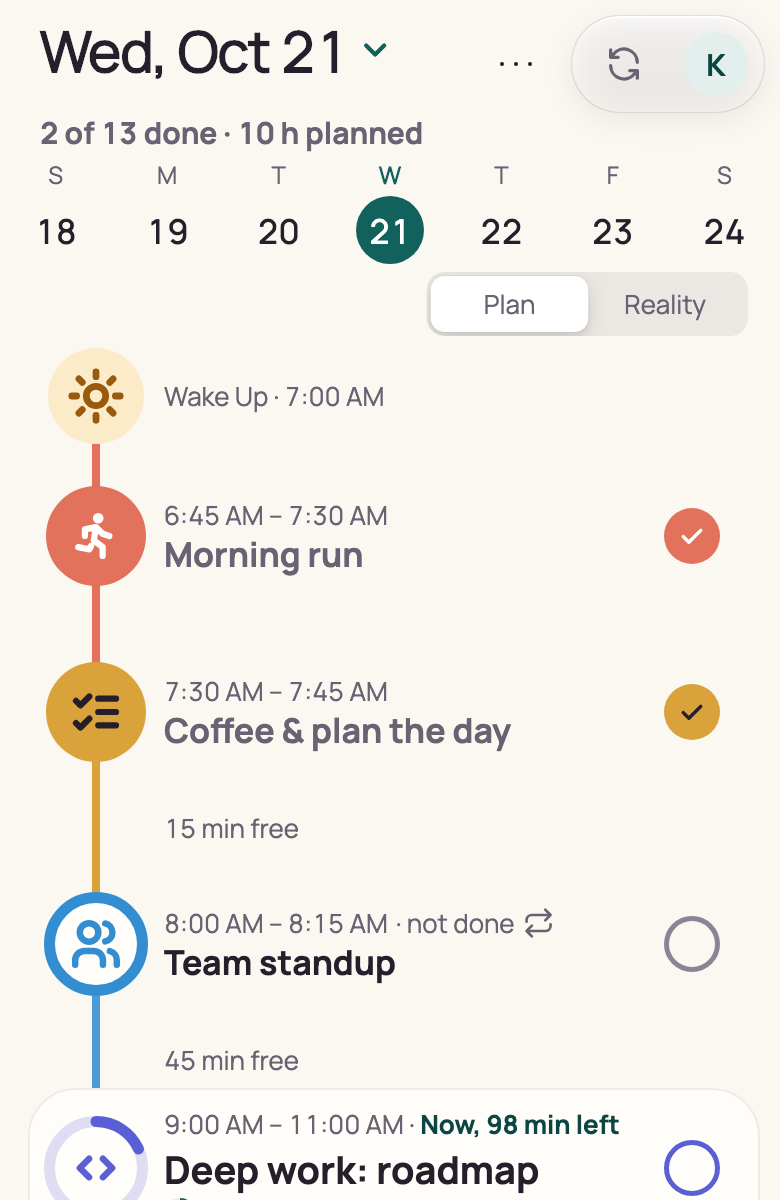 Wed, Oct 21
...
K
2 of 13 done · 10 h planned
S M T W T F S
18 19 20 21 22 23 24
Plan Reality
Wake Up · 7:00 AM
6:45 AM – 7:30 AM
Morning run
7:30 AM – 7:45 AM
Coffee & plan the day
15 min free
8:00 AM – 8:15 AM · not done
Team standup
45 min free
9:00 AM – 11:00 AM · Now, 98 min left
Deep work: roadmap